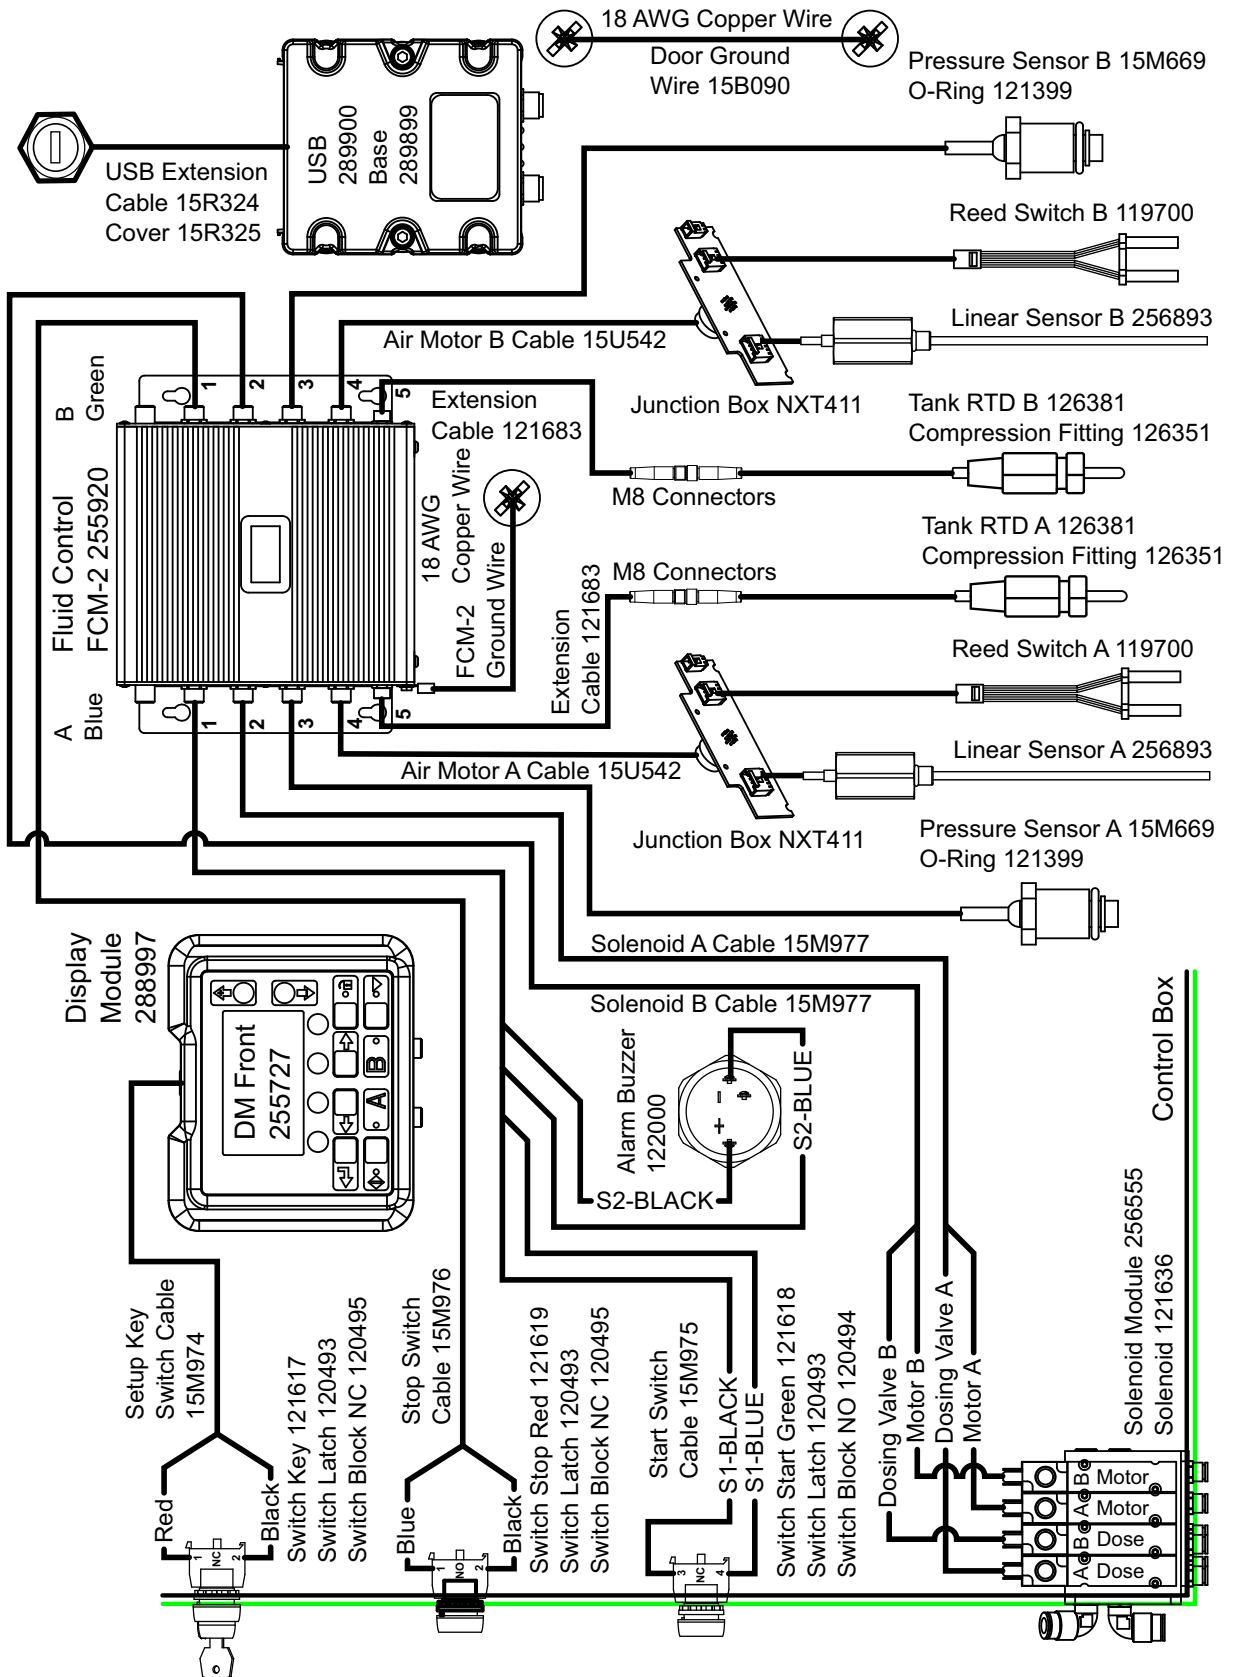 18 AWG Copper Wire
Door Ground
Wire 15B090
Pressure Sensor B 15M669
O-Ring 121399
USB
289900
Base
289899
USB Extension
Cable 15R324
Cover 15R325
Reed Switch B 119700
Linear Sensor B 256893
Air Motor B Cable 15U542
Junction Box NXT411
B
Green
1
2
3
4
5
Extension
Cable 121683
Tank RTD B 126381
Compression Fitting 126351
M8 Connectors
Fluid Control
FCM-2 255920
18 AWG
Copper Wire
FCM-2
Ground Wire
Tank RTD A 126381
Compression Fitting 126351
M8 Connectors
Extension
Cable 121683
A
Blue
1
2
3
4
5
Reed Switch A 119700
Linear Sensor A 256893
Air Motor A Cable 15U542
Junction Box NXT411
Pressure Sensor A 15M669
O-Ring 121399
Solenoid A Cable 15M977
Solenoid B Cable 15M977
Display
Module
288997
DM Front
255727
A
B
Alarm Buzzer
122000
+
-
S2-BLUE
S2-BLACK
Control Box
Setup Key
Switch Cable
15M974
Red
Black
1
2
NC
Switch Key 121617
Switch Latch 120493
Switch Block NC 120495
Stop Switch
Cable 15M976
Blue
Black
1
2
NO
Switch Stop Red 121619
Switch Latch 120493
Switch Block NC 120495
Start Switch
Cable 15M975
S1-BLACK
S1-BLUE
3
4
NC
Switch Start Green 121618
Switch Latch 120493
Switch Block NO 120494
Dosing Valve B
Motor B
Dosing Valve A
Motor A
Solenoid Module 256555
Solenoid 121636
B Motor
A Motor
B Dose
A Dose